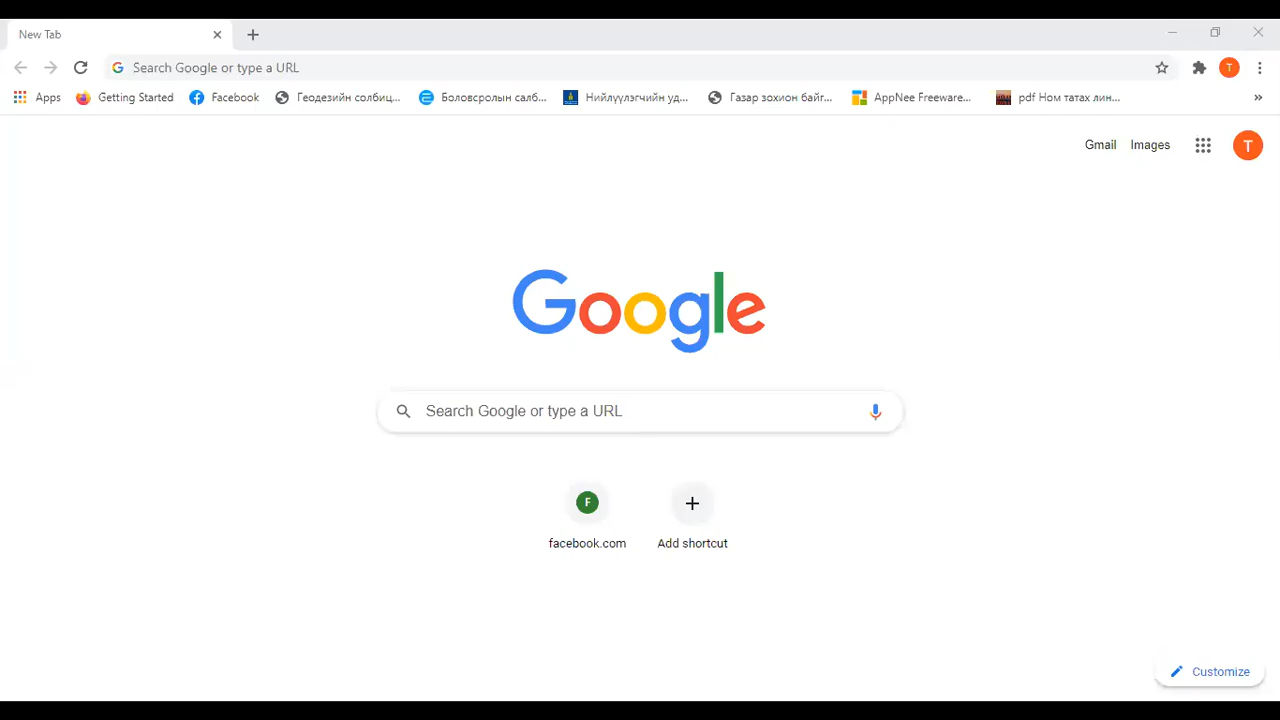 New Tab
Search Google or type a URL
T
Apps Getting Started Facebook Геодезийн солбиц... Боловсролын салб... Нийлүүлэгчийн уд... Газар зохион байг... AppNee Freeware... pdf Ном татах лин... »
Gmail Images T
Google
Search Google or type a URL
F
facebook.com Add shortcut
Customize